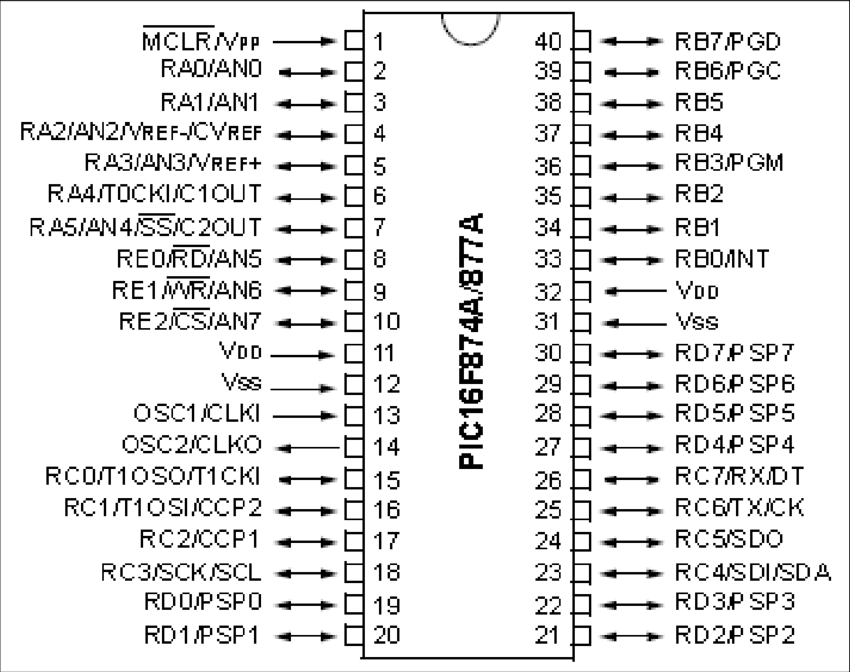 MCLR/VPP 1 40 RB7/PGD
RA0/AN0 2 39 RB6/PGC
RA1/AN1 3 38 RB5
RA2/AN2/VREF-/CVREF 4 37 RB4
RA3/AN3/VREF+ 5 36 RB3/PGM
RA4/T0CKI/C1OUT 6 35 RB2
RA5/AN4/SS/C2OUT 7 34 RB1
RE0/RD/AN5 8 33 RB0/INT
RE1/WR/AN6 9 32 VDD
RE2/CS/AN7 10 31 VSS
VDD 11 30 RD7/PSP7
VSS 12 29 RD6/PSP6
OSC1/CLKI 13 28 RD5/PSP5
OSC2/CLKO 14 27 RD4/PSP4
RC0/T1OSO/T1CKI 15 26 RC7/RX/DT
RC1/T1OSI/CCP2 16 25 RC6/TX/CK
RC2/CCP1 17 24 RC5/SDO
RC3/SCK/SCL 18 23 RC4/SDI/SDA
RD0/PSP0 19 22 RD3/PSP3
RD1/PSP1 20 21 RD2/PSP2
PIC16F874A/877A